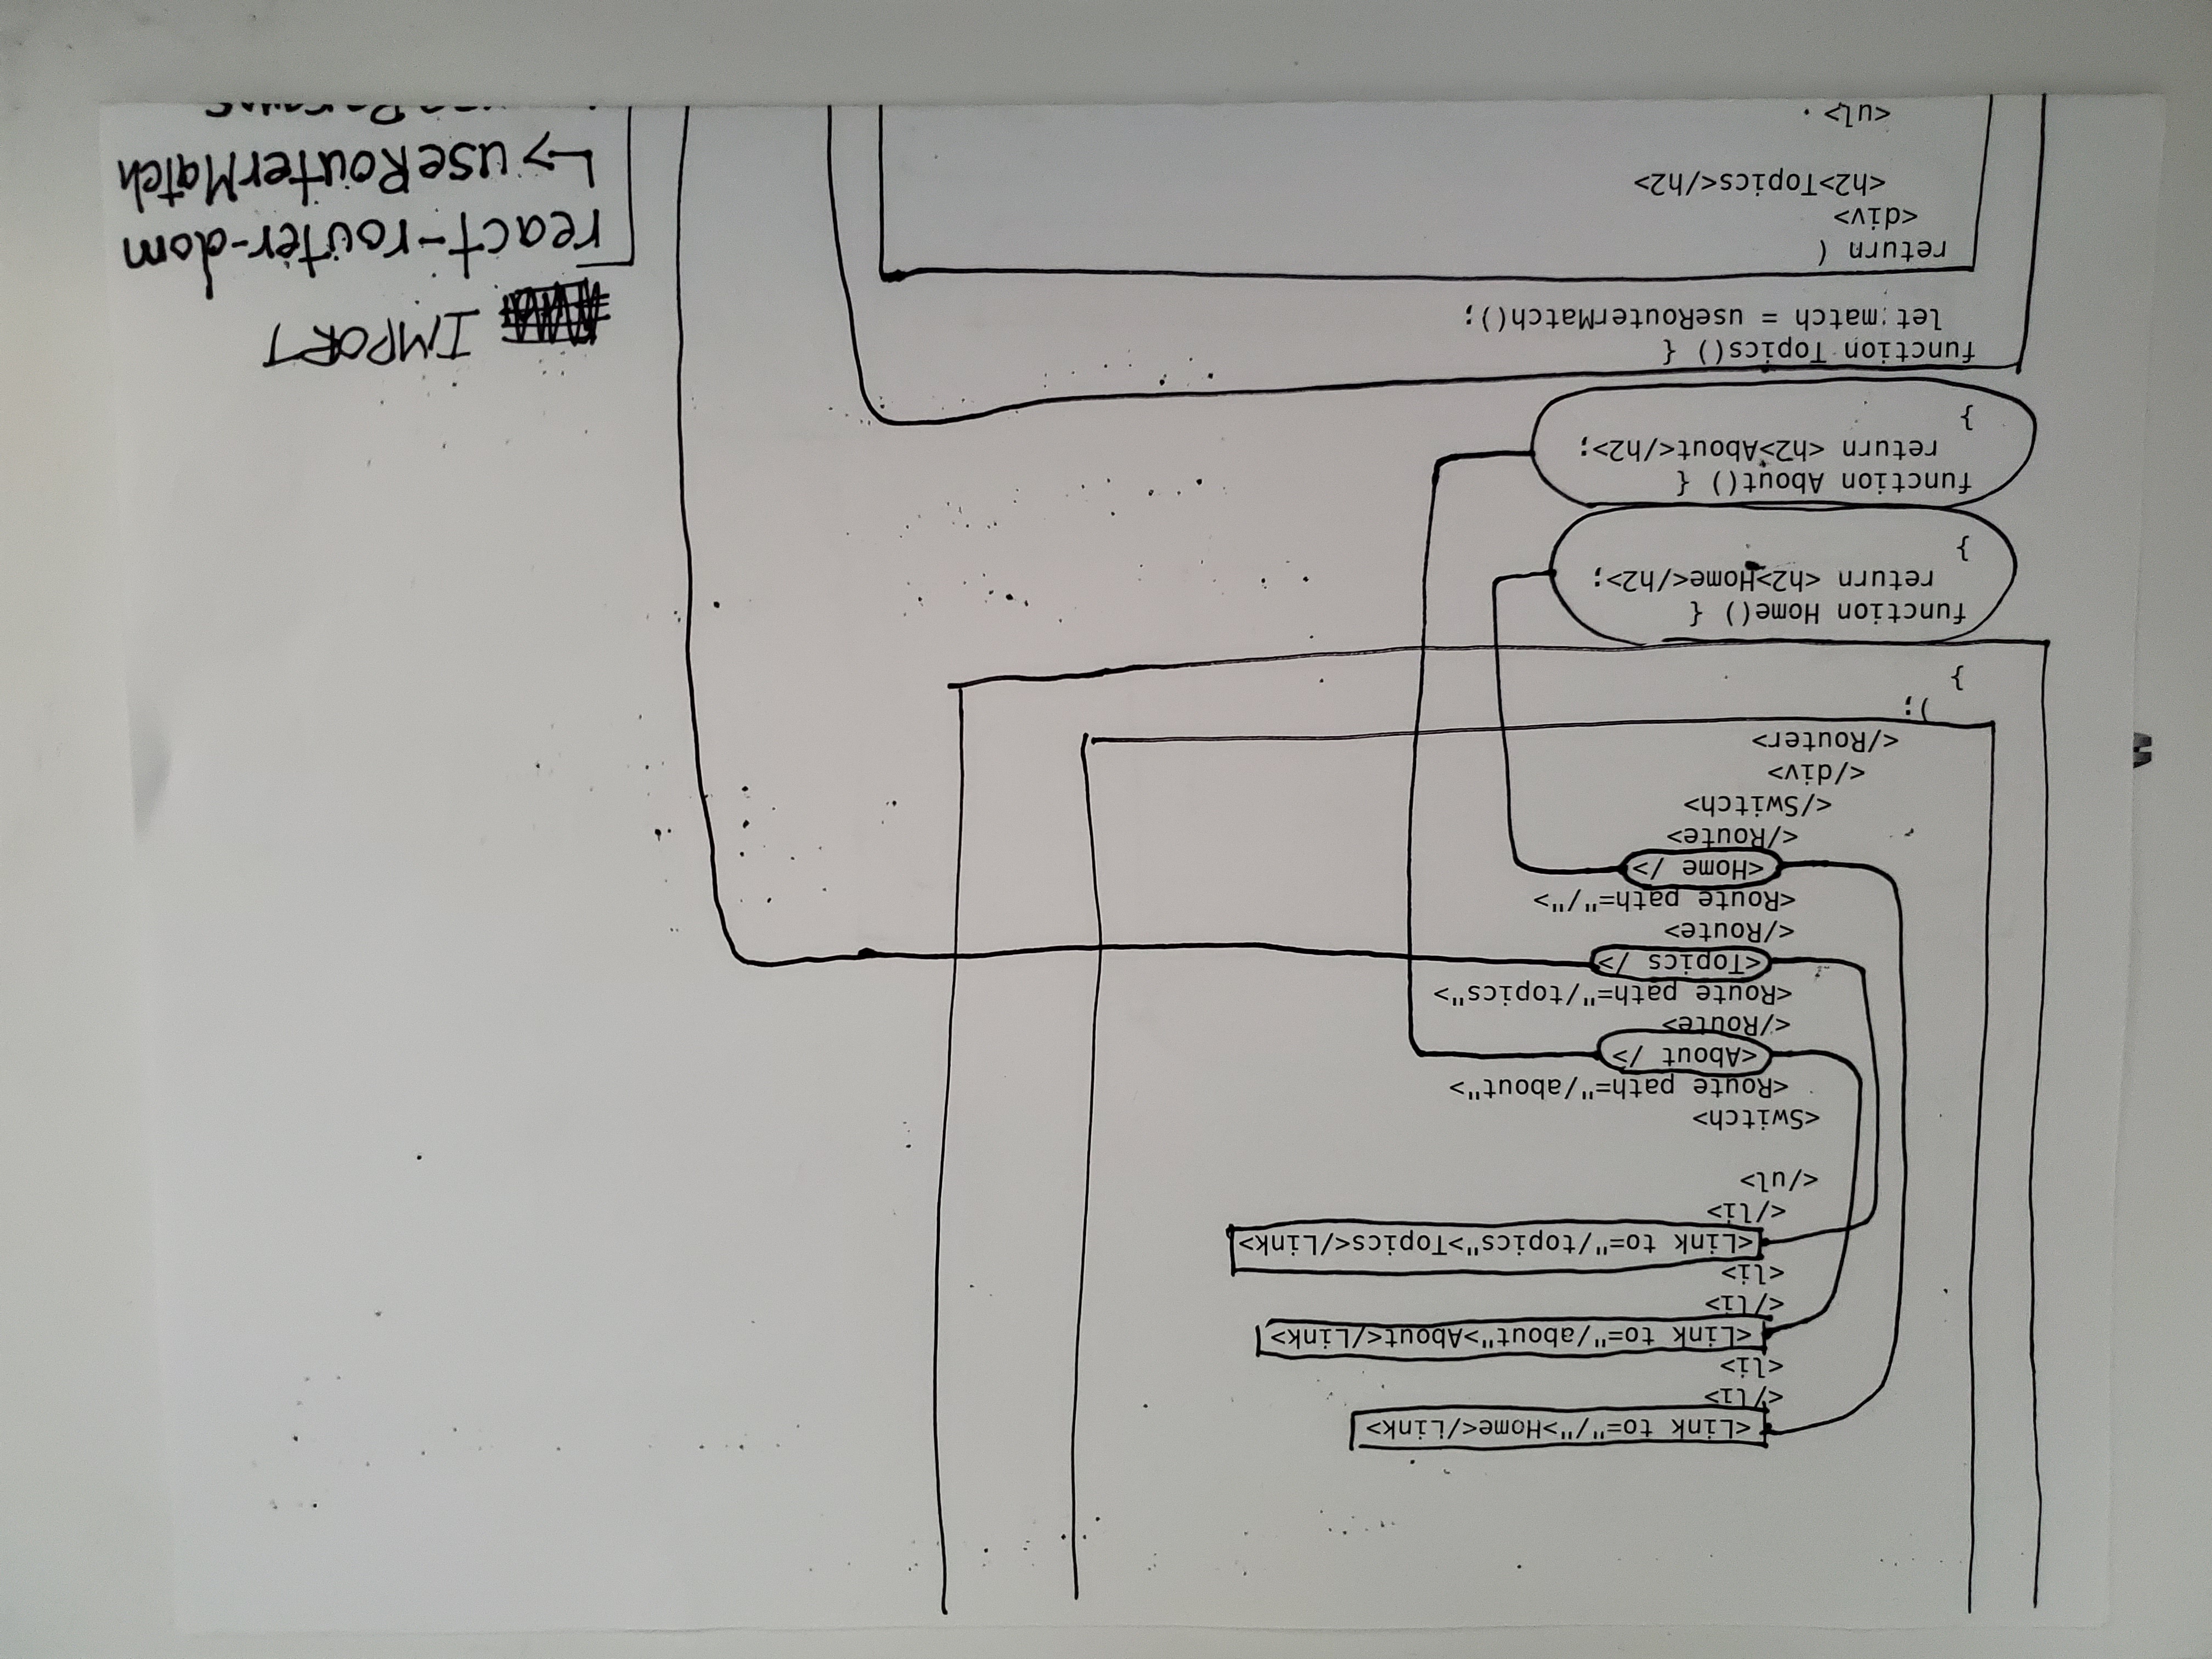 <Link to="/">Home</Link>
</li>
<li>
<Link to="/about">About</Link>
</li>
<li>
<Link to="/topics">Topics</Link>
</li>
</ul>
<Switch>
<Route path="/about">
<About />
</Route>
<Route path="/topics">
<Topics />
</Route>
<Route path="/">
<Home />
</Route>
</Switch>
</div>
</Router>
);
}
function Home() {
return <h2>Home</h2>;
}
function About() {
return <h2>About</h2>;
}
function Topics() {
let match = useRouterMatch();
return (
<div>
<h2>Topics</h2>
<ul>
IMPORT
react-router-dom
↳ useRouterMatch